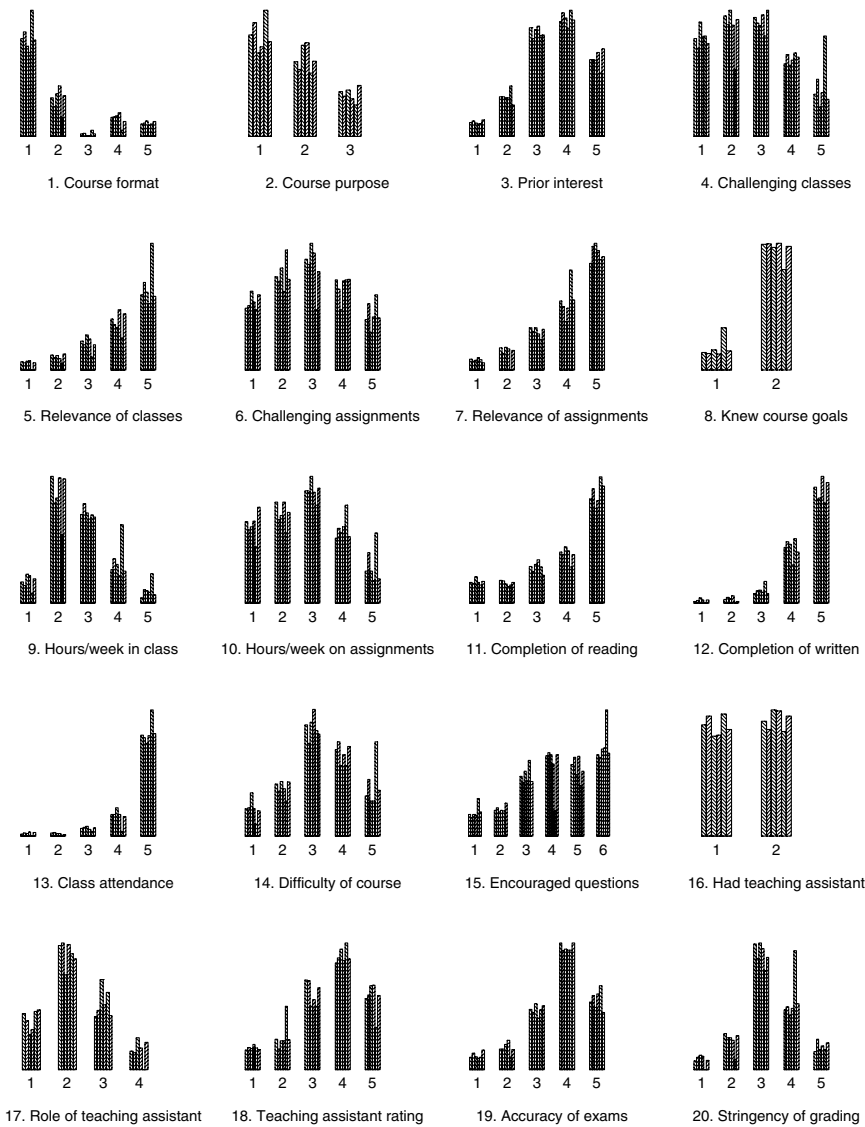 1 2 3 4 5
1 2 3
1 2 3 4 5
1 2 3 4 5
1. Course format
2. Course purpose
3. Prior interest
4. Challenging classes
1 2 3 4 5
1 2 3 4 5
1 2 3 4 5
1 2
5. Relevance of classes
6. Challenging assignments
7. Relevance of assignments
8. Knew course goals
1 2 3 4 5
1 2 3 4 5
1 2 3 4 5
1 2 3 4 5
9. Hours/week in class
10. Hours/week on assignments
11. Completion of reading
12. Completion of written
1 2 3 4 5
1 2 3 4 5
1 2 3 4 5 6
1 2
13. Class attendance
14. Difficulty of course
15. Encouraged questions
16. Had teaching assistant
1 2 3 4
1 2 3 4 5
1 2 3 4 5
1 2 3 4 5
17. Role of teaching assistant
18. Teaching assistant rating
19. Accuracy of exams
20. Stringency of grading